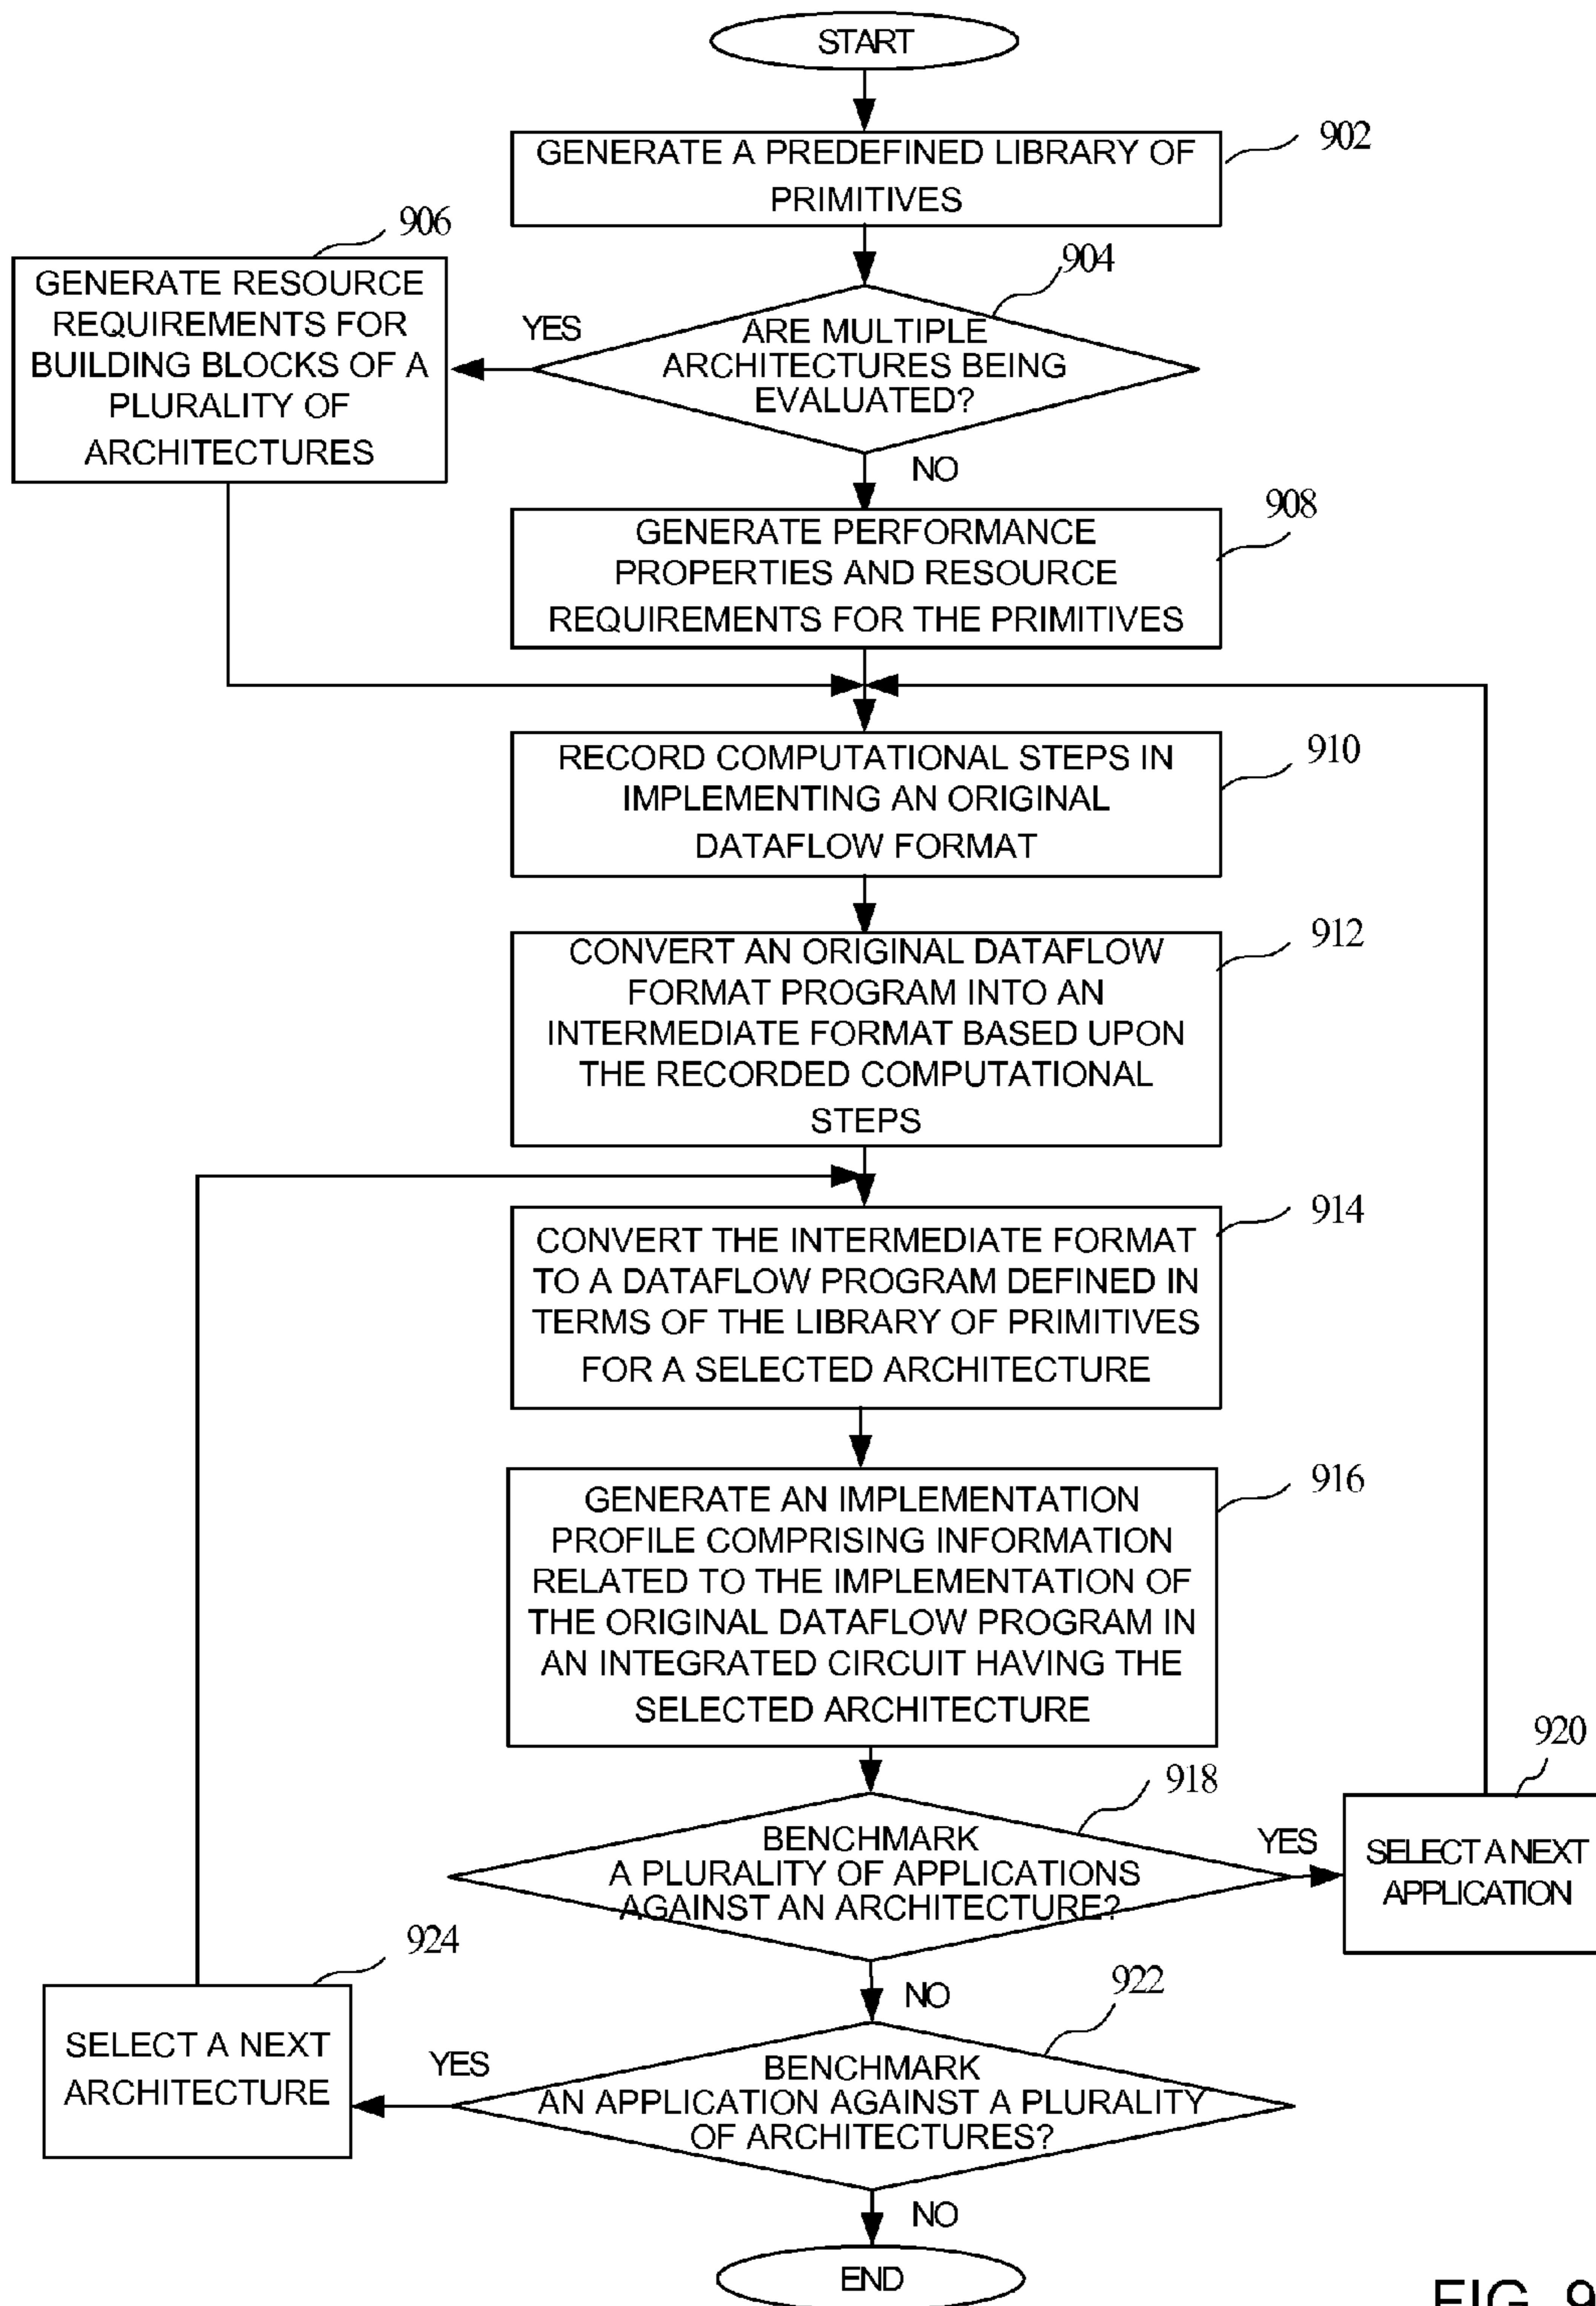 START
GENERATE A PREDEFINED LIBRARY OF
PRIMITIVES
902
906
GENERATE RESOURCE
REQUIREMENTS FOR
BUILDING BLOCKS OF A
PLURALITY OF
ARCHITECTURES
904
YES
ARE MULTIPLE
ARCHITECTURES BEING
EVALUATED?
NO
908
GENERATE PERFORMANCE
PROPERTIES AND RESOURCE
REQUIREMENTS FOR THE PRIMITIVES
910
RECORD COMPUTATIONAL STEPS IN
IMPLEMENTING AN ORIGINAL
DATAFLOW FORMAT
912
CONVERT AN ORIGINAL DATAFLOW
FORMAT PROGRAM INTO AN
INTERMEDIATE FORMAT BASED UPON
THE RECORDED COMPUTATIONAL
STEPS
914
CONVERT THE INTERMEDIATE FORMAT
TO A DATAFLOW PROGRAM DEFINED IN
TERMS OF THE LIBRARY OF PRIMITIVES
FOR A SELECTED ARCHITECTURE
916
GENERATE AN IMPLEMENTATION
PROFILE COMPRISING INFORMATION
RELATED TO THE IMPLEMENTATION OF
THE ORIGINAL DATAFLOW PROGRAM IN
AN INTEGRATED CIRCUIT HAVING THE
SELECTED ARCHITECTURE
918
BENCHMARK
A PLURALITY OF APPLICATIONS
AGAINST AN ARCHITECTURE?
YES
920
SELECT A NEXT
APPLICATION
NO
924
SELECT A NEXT
ARCHITECTURE
922
YES
BENCHMARK
AN APPLICATION AGAINST A PLURALITY
OF ARCHITECTURES?
NO
END
FIG. 9